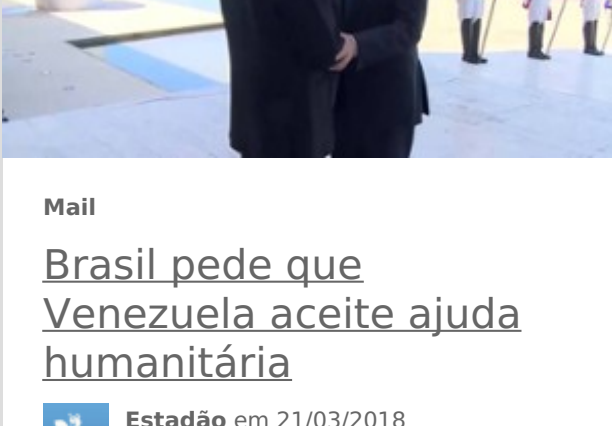 Mail
Brasil pede que
Venezuela aceite ajuda
humanitária
Estadão em 21/03/2018